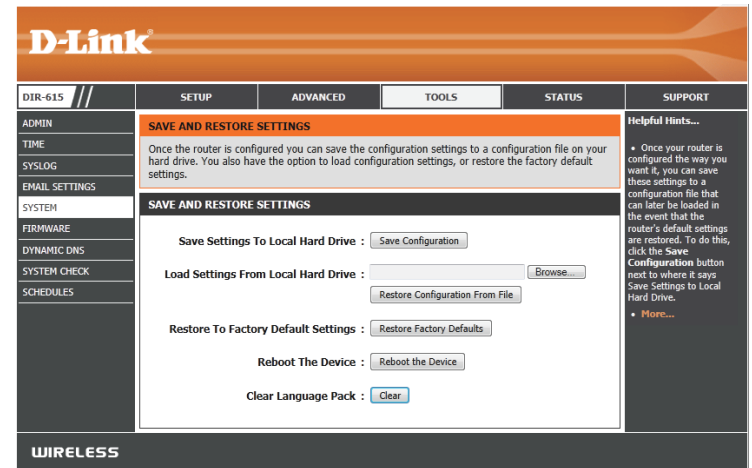 D-Link
DIR-615 //
SETUP
ADVANCED
TOOLS
STATUS
SUPPORT
ADMIN
TIME
SYSLOG
EMAIL SETTINGS
SYSTEM
FIRMWARE
DYNAMIC DNS
SYSTEM CHECK
SCHEDULES
SAVE AND RESTORE SETTINGS
Once the router is configured you can save the configuration settings to a configuration file on your
hard drive. You also have the option to load configuration settings, or restore the factory default
settings.
SAVE AND RESTORE SETTINGS
Save Settings To Local Hard Drive : Save Configuration
Load Settings From Local Hard Drive : Browse...
Restore Configuration From File
Restore To Factory Default Settings : Restore Factory Defaults
Reboot The Device : Reboot the Device
Clear Language Pack : Clear
Helpful Hints...
• Once your router is
configured the way you
want it, you can save
these settings to a
configuration file that
can later be loaded in
the event that the
router's default settings
are restored. To do this,
click the Save
Configuration button
next to where it says
Save Settings to Local
Hard Drive.
• More...
WIRELESS